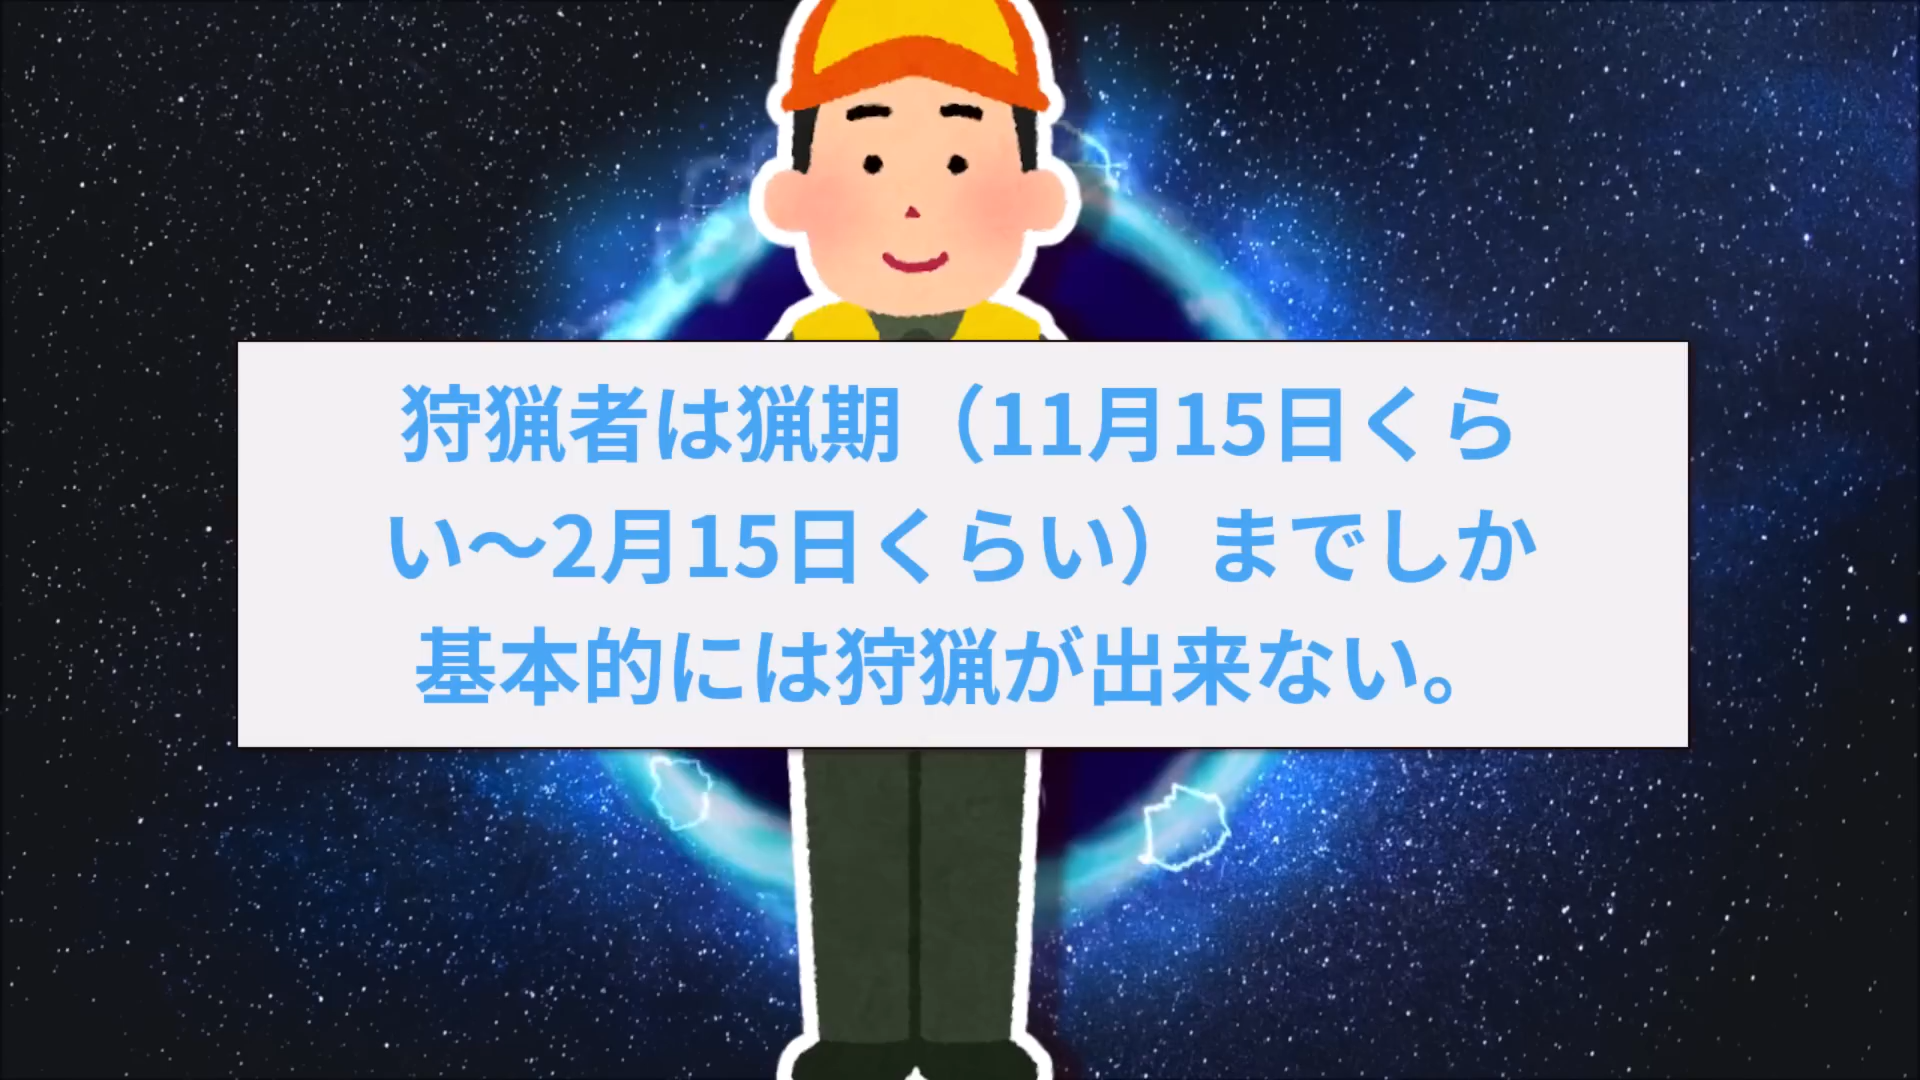 狩猟者は猟期（11月15日くら
い〜2月15日くらい）までしか
基本的には狩猟が出来ない。